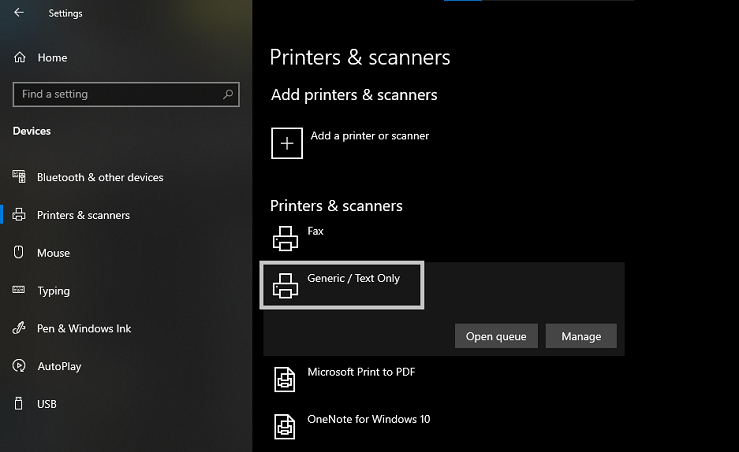 Settings
Home
Find a setting
Devices
Bluetooth & other devices
Printers & scanners
Mouse
Typing
Pen & Windows Ink
AutoPlay
USB
Printers & scanners
Add printers & scanners
Add a printer or scanner
Printers & scanners
Fax
Generic / Text Only
Open queue Manage
Microsoft Print to PDF
OneNote for Windows 10